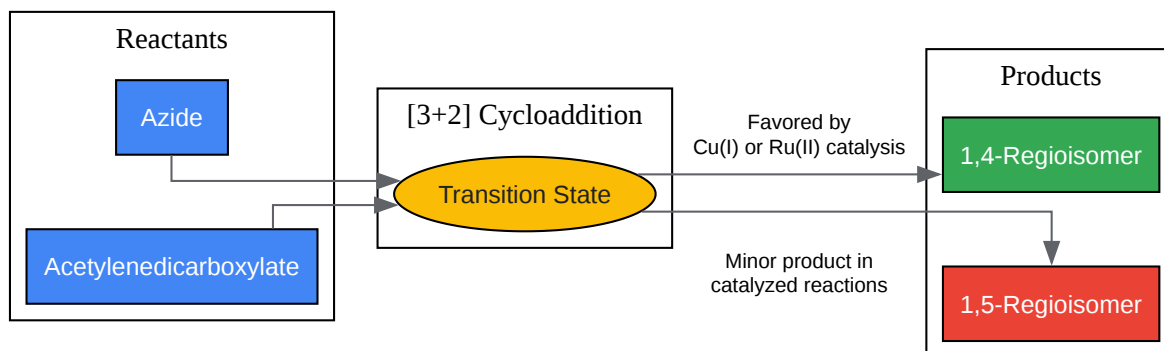 Reactants
Azide
Acetylenedicarboxylate
[3+2] Cycloaddition
Transition State
Favored by
Cu(I) or Ru(II) catalysis
Minor product in
catalyzed reactions
Products
1,4-Regioisomer
1,5-Regioisomer